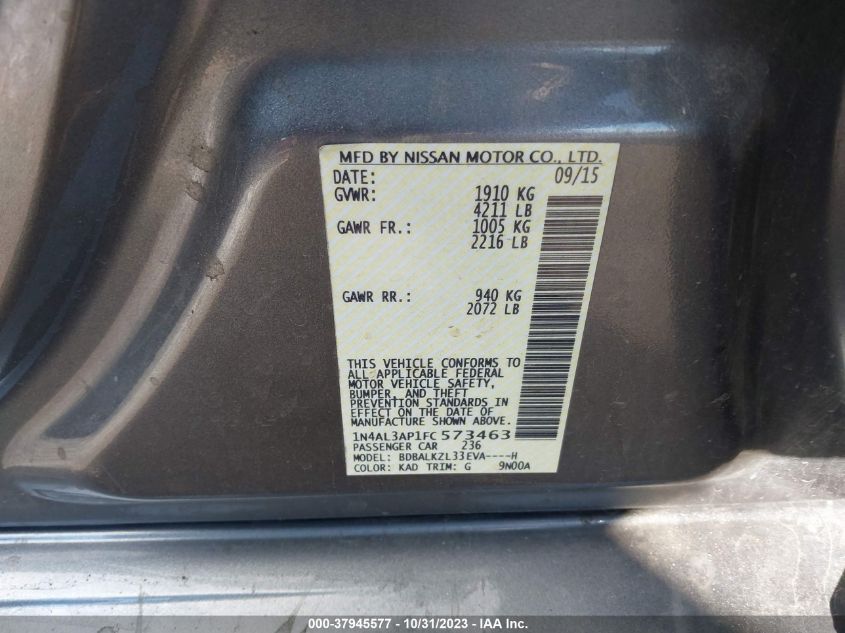 MFD BY NISSAN MOTOR CO., LTD.
DATE: 09/15
GVWR: 1910 KG
4211 LB
GAWR FR.: 1005 KG
2216 LB
GAWR RR.: 940 KG
2072 LB
THIS VEHICLE CONFORMS TO
ALL APPLICABLE FEDERAL
MOTOR VEHICLE SAFETY,
BUMPER, AND THEFT
PREVENTION STANDARDS IN
EFFECT ON THE DATE OF
MANUFACTURE SHOWN ABOVE.
1N4AL3AP1FC573463
PASSENGER CAR 236
MODEL: BDBALKZL33EVA----H
COLOR: KAD TRIM: G 9N00A
000-37945577 - 10/31/2023 - IAA Inc.